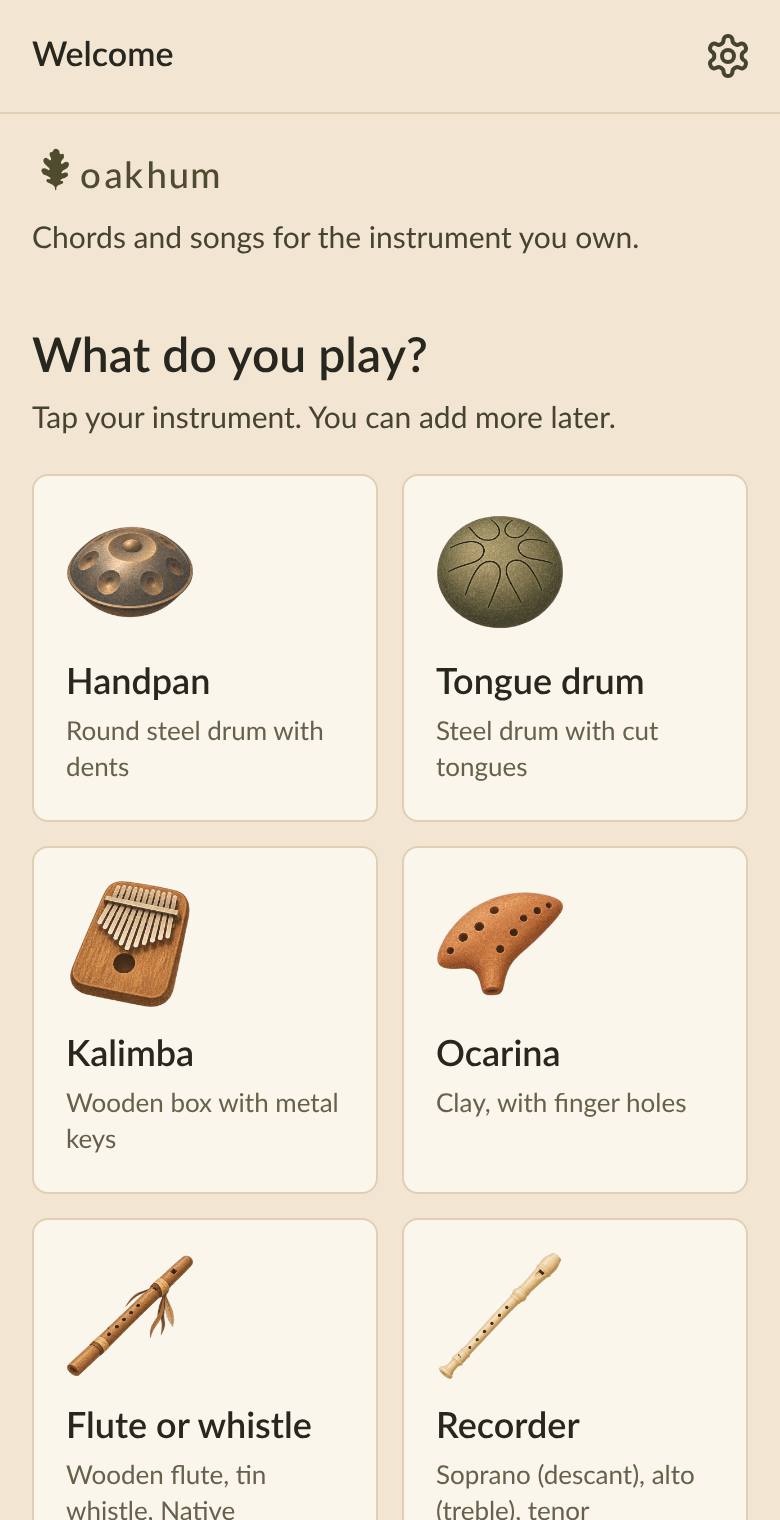 Welcome
oakhum
Chords and songs for the instrument you own.
What do you play?
Tap your instrument. You can add more later.
Handpan
Round steel drum with
dents
Tongue drum
Steel drum with cut
tongues
Kalimba
Wooden box with metal
keys
Ocarina
Clay, with finger holes
Flute or whistle
Wooden flute, tin
whistle, Native
Recorder
Soprano (descant), alto
(treble), tenor